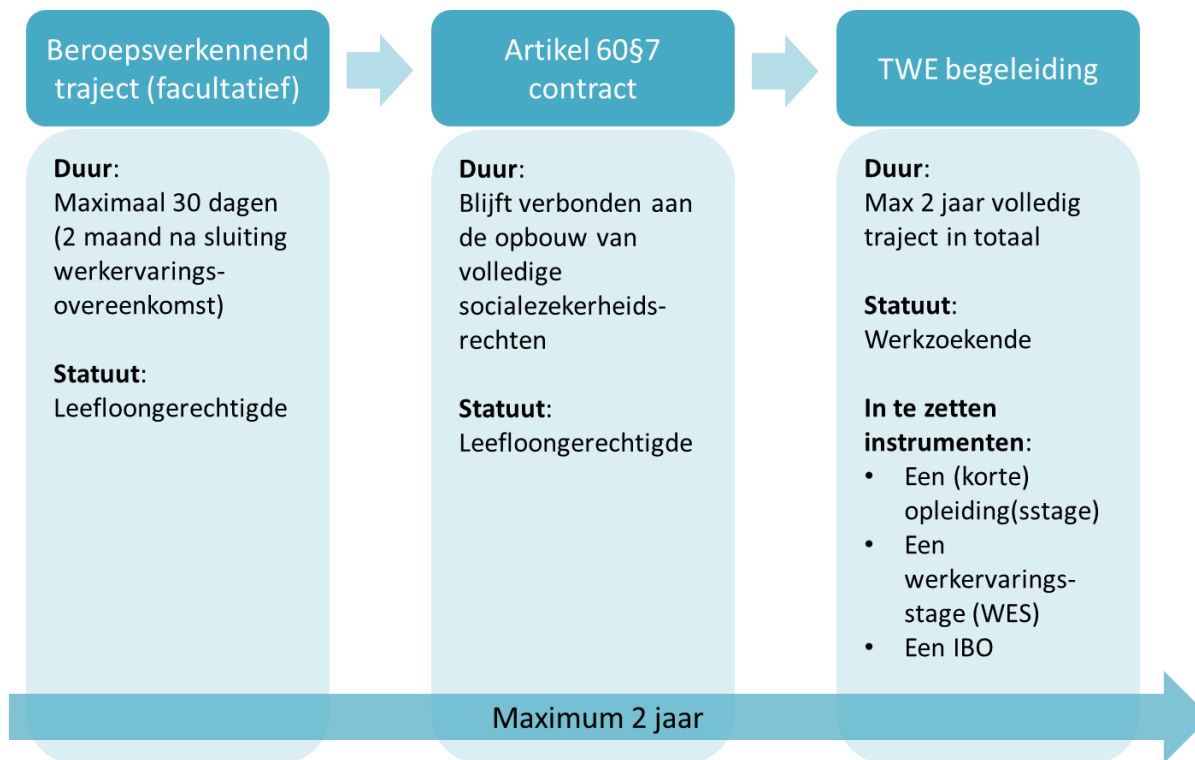 Beroepsverkennend
traject (facultatief)
Duur:
Maximaal 30 dagen
(2 maand na sluiting
werkervarings-
overeenkomst)
Statuut:
Leefloongerechtigde
Artikel 60§7
contract
Duur:
Blijft verbonden aan
de opbouw van
volledige
socialezekerheids-
rechten
Statuut:
Leefloongerechtigde
TWE begeleiding
Duur:
Max 2 jaar volledig
traject in totaal
Statuut:
Werkzoekende
In te zetten
instrumenten:
• Een (korte)
opleiding(sstage)
• Een
werkervarings-
stage (WES)
• Een IBO
Maximum 2 jaar